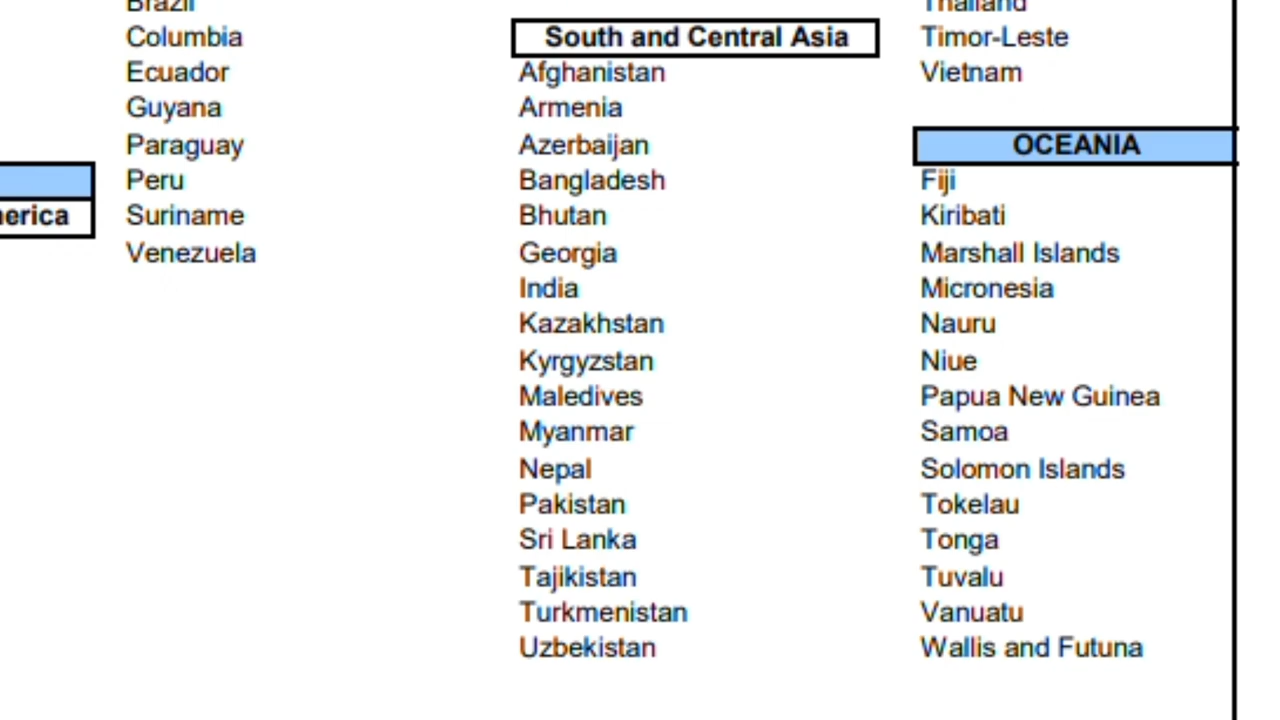 Brazil
Columbia
Ecuador
Guyana
Paraguay
Peru
Suriname
Venezuela
South and Central Asia
Afghanistan
Armenia
Azerbaijan
Bangladesh
Bhutan
Georgia
India
Kazakhstan
Kyrgyzstan
Maledives
Myanmar
Nepal
Pakistan
Sri Lanka
Tajikistan
Turkmenistan
Uzbekistan
Thailand
Timor-Leste
Vietnam
OCEANIA
Fiji
Kiribati
Marshall Islands
Micronesia
Nauru
Niue
Papua New Guinea
Samoa
Solomon Islands
Tokelau
Tonga
Tuvalu
Vanuatu
Wallis and Futuna